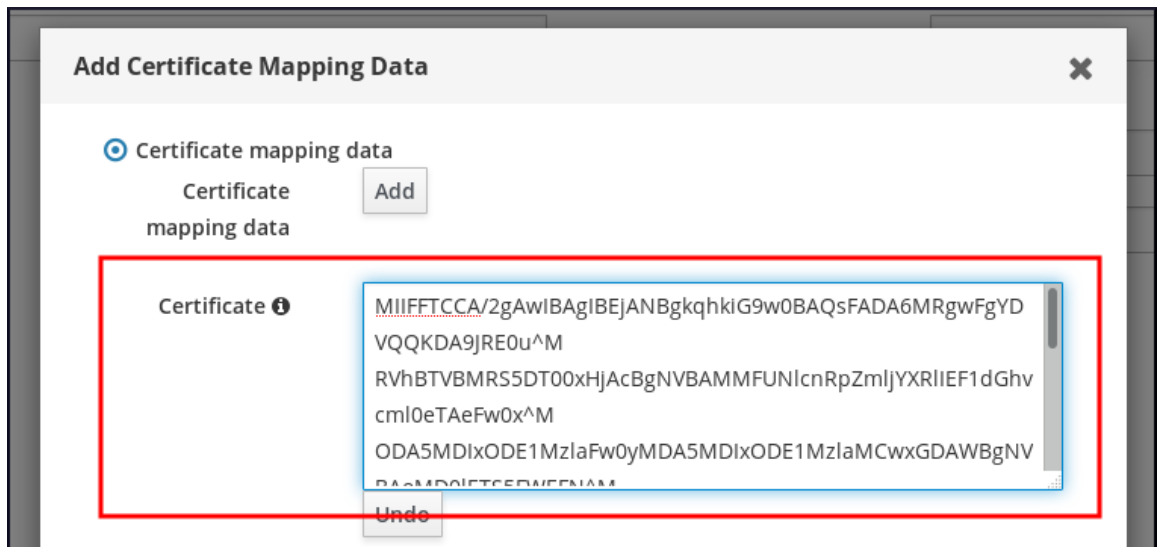 Add Certificate Mapping Data
Certificate mapping data
Certificate
mapping data
Add
Certificate
MIIFFTCCA/2gAwIBAgIBEjANBgkqhkiG9w0BAQsFADA6MRgwFgYD
VQQKDA9JRE0u^M
RVhBTVBMRS5DT00xHjAcBgNVBAMMFUNlcnRpZmljYXRlIEF1dGhv
cml0eTAeFw0x^M
ODA5MDIxODE1MzlaFw0yMDA5MDIxODE1MzlaMCwxGDAWBgNV
Undo